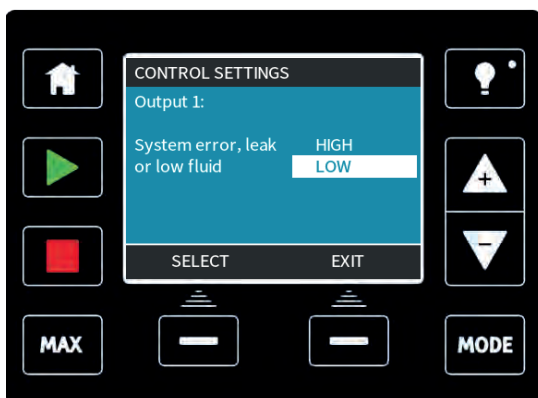 CONTROL SETTINGS
Output 1:
System error, leak HIGH
or low fluid LOW
SELECT EXIT
MAX
MODE